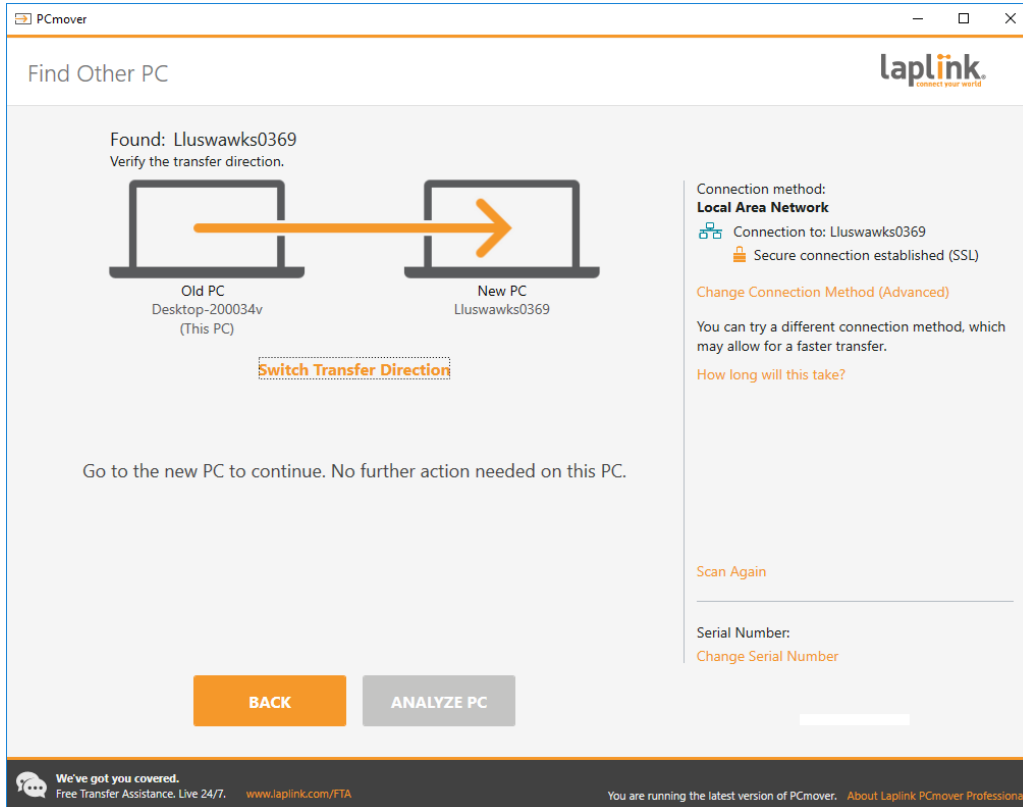 PCmover
Find Other PC
laplink.
connect your world
Found: Lluswawks0369
Verify the transfer direction.
Old PC
Desktop-200034v
(This PC)
New PC
Lluswawks0369
Switch Transfer Direction
Go to the new PC to continue. No further action needed on this PC.
Connection method:
Local Area Network
Connection to: Lluswawks0369
Secure connection established (SSL)
Change Connection Method (Advanced)
You can try a different connection method, which
may allow for a faster transfer.
How long will this take?
Scan Again
Serial Number:
Change Serial Number
BACK
ANALYZE PC
We've got you covered.
Free Transfer Assistance. Live 24/7. www.laplink.com/FTA
You are running the latest version of PCmover. About Laplink PCmover Professiona